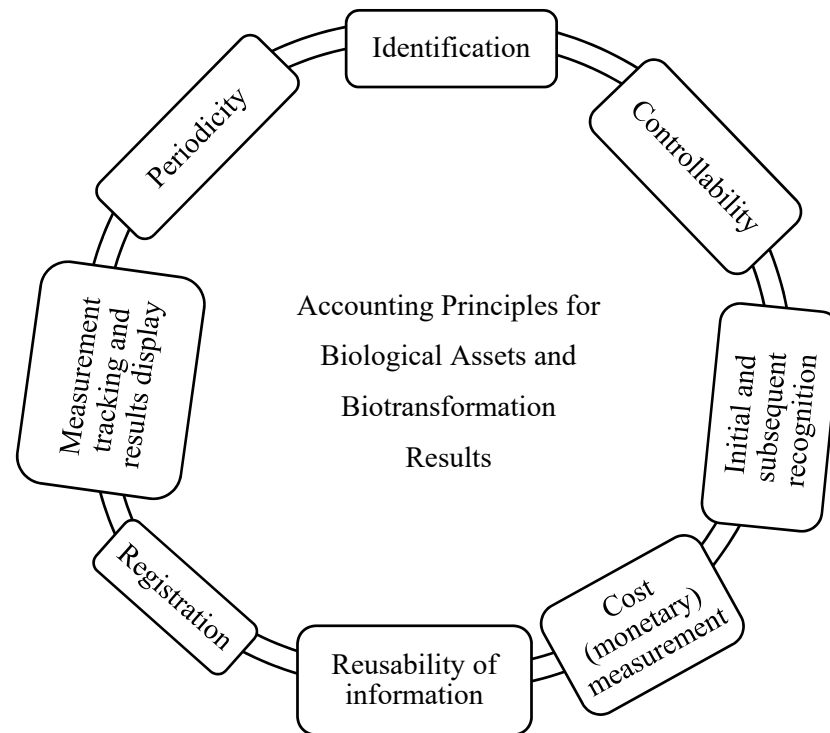 Identification
Controllability
Initial and
subsequent
recognition
Cost
(monetary)
measurement
Reusability of
information
Registration
Measurement
tracking and
results display
Periodicity
Accounting Principles for
Biological Assets and
Biotransformation
Results